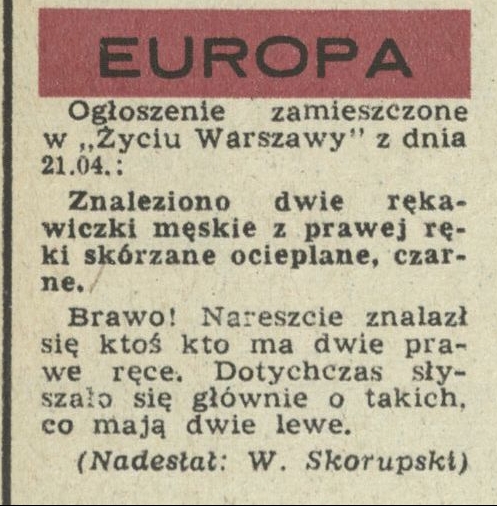 EUROPA
Ogłoszenie zamieszczone
w „Życiu Warszawy" z dnia
21.04.:
Znaleziono dwie ręka-
wiczki męskie z prawej rę-
ki skórzane ocieplane, czar-
ne.
Brawo! Nareszcie znalazł
się ktoś kto ma dwie pra-
we ręce. Dotychczas sły-
szało się głównie o takich,
co mają dwie lewe.
(Nadesłał: W. Skorupski)